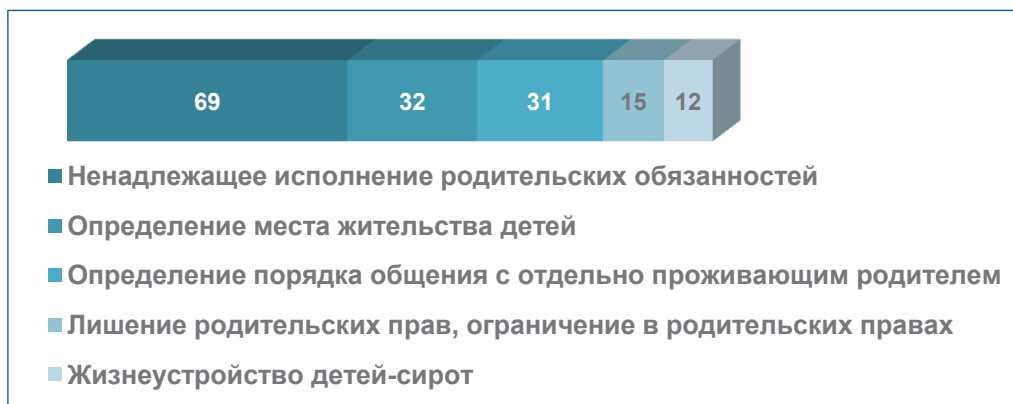 69 32 31 15 12
Ненадлежащее исполнение родительских обязанностей
Определение места жительства детей
Определение порядка общения с отдельно проживающим родителем
Лишение родительских прав, ограничение в родительских правах
Жизнеустройство детей-сирот